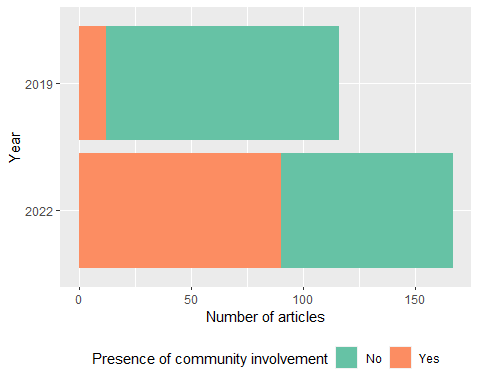 2019
2022
Year
0 50 100 150
Number of articles
Presence of community involvement No Yes